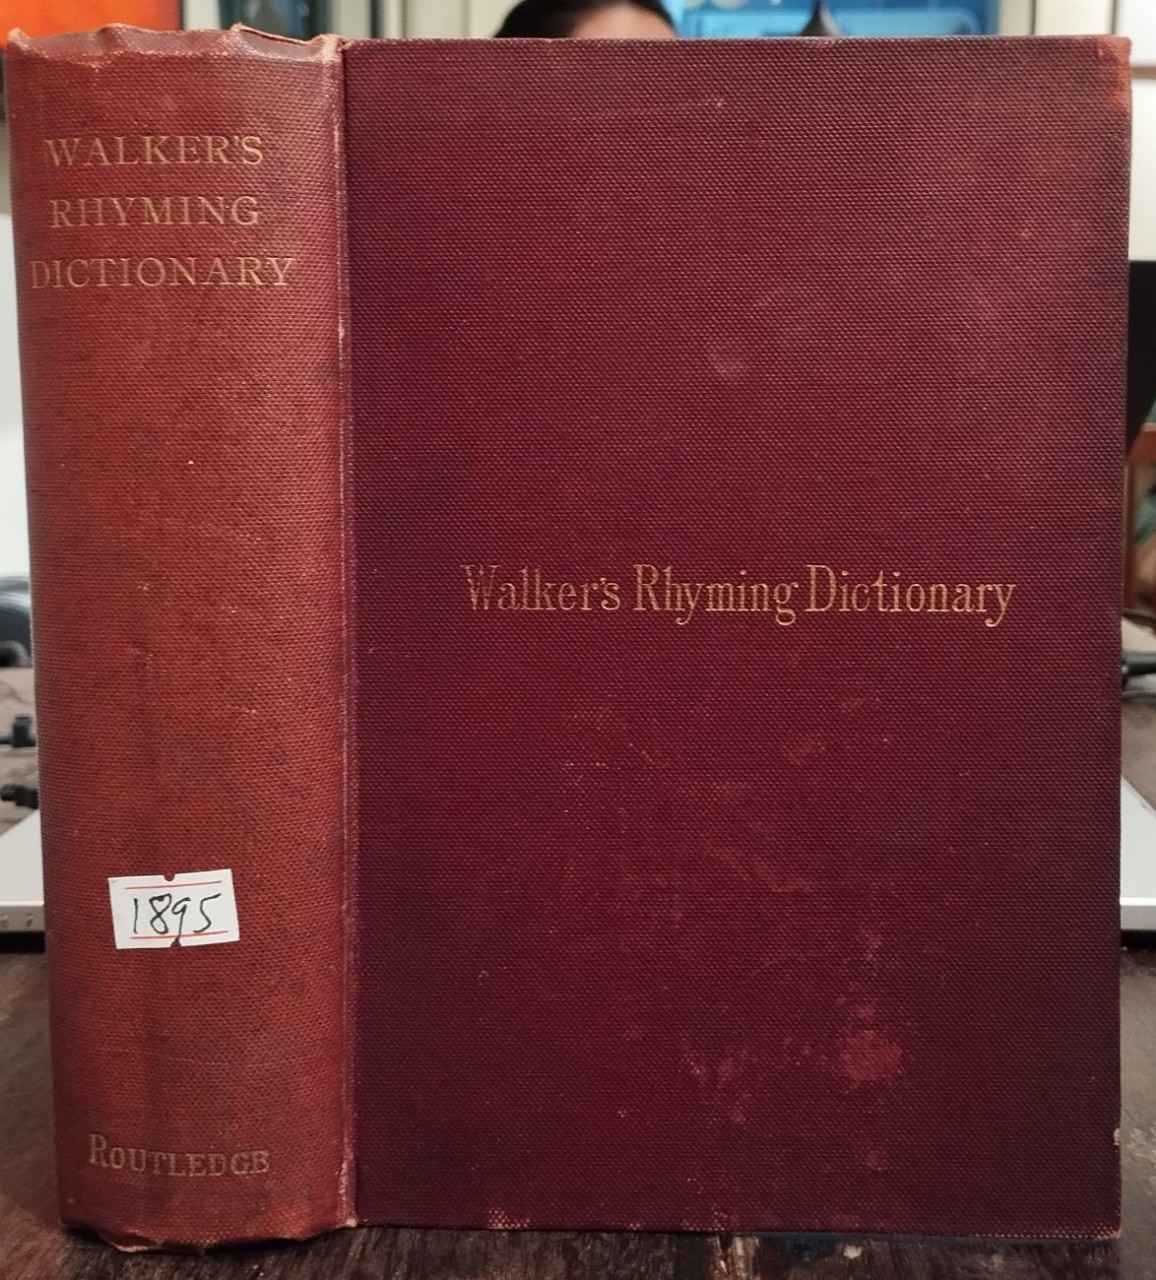 WALKER'S
RHYMING
DICTIONARY
1895
ROUTLEDGE
Walker's Rhyming Dictionary